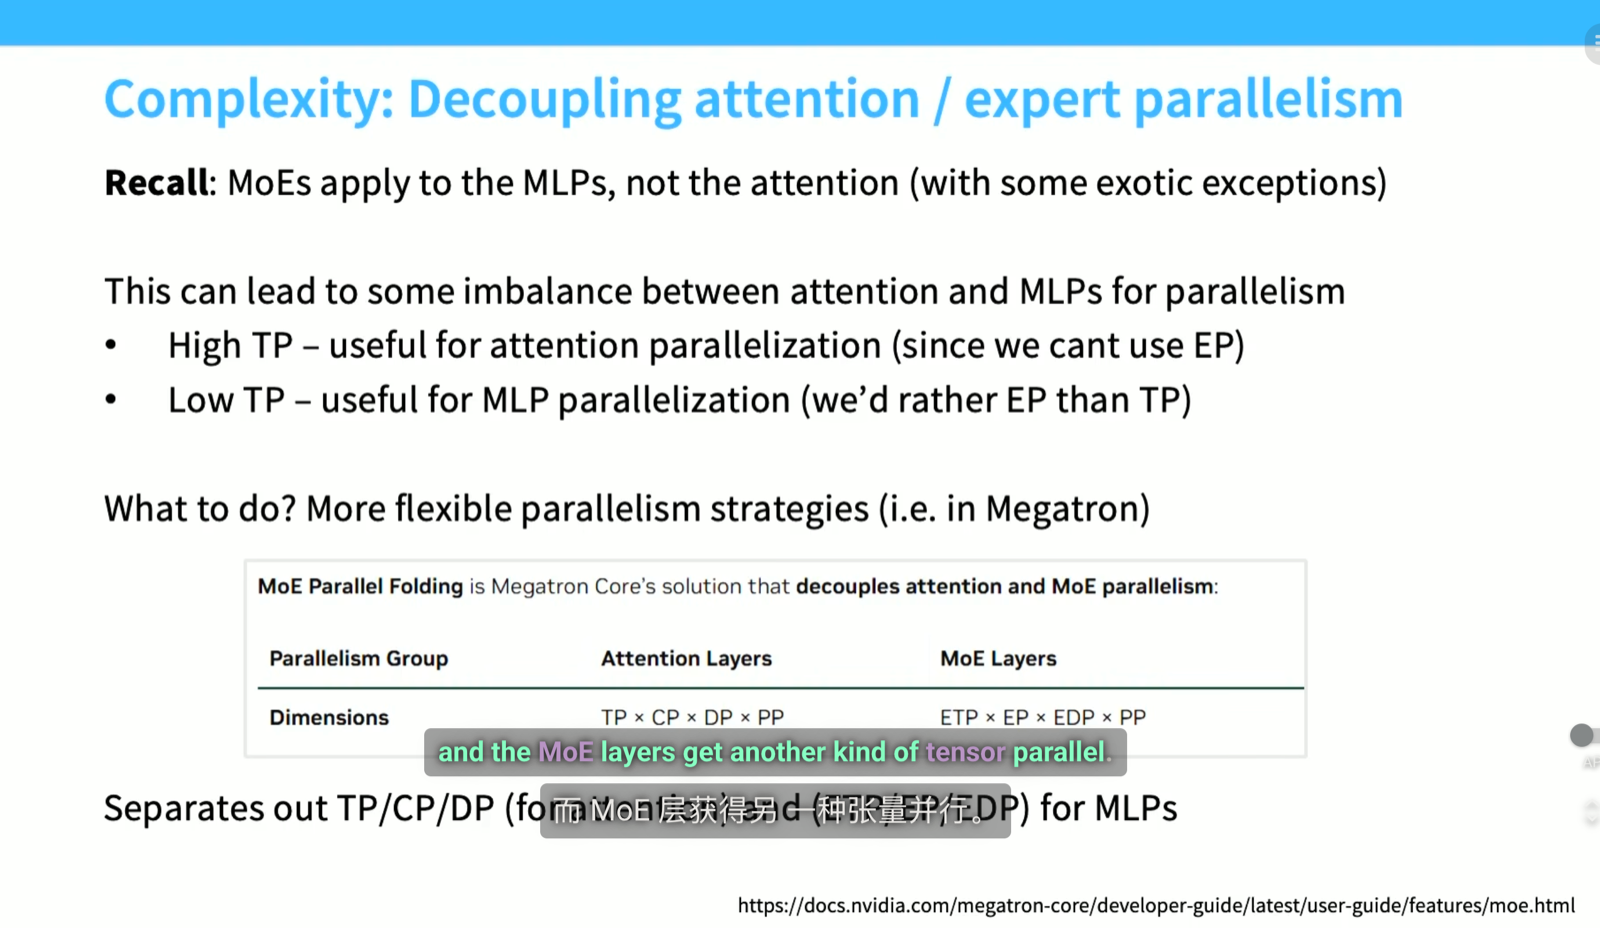 Complexity: Decoupling attention / expert parallelism
Recall: MoEs apply to the MLPs, not the attention (with some exotic exceptions)
This can lead to some imbalance between attention and MLPs for parallelism
• High TP – useful for attention parallelization (since we cant use EP)
• Low TP – useful for MLP parallelization (we'd rather EP than TP)
What to do? More flexible parallelism strategies (i.e. in Megatron)
MoE Parallel Folding is Megatron Core's solution that decouples attention and MoE parallelism:
Parallelism Group Attention Layers MoE Layers
Dimensions TP × CP × DP × PP ETP × EP × EDP × PP
and the MoE layers get another kind of tensor parallel.
Separates out TP/CP/DP (for and EDP) for MLPs
而 MoE 层获得另一种张量并行。
https://docs.nvidia.com/megatron-core/developer-guide/latest/user-guide/features/moe.html